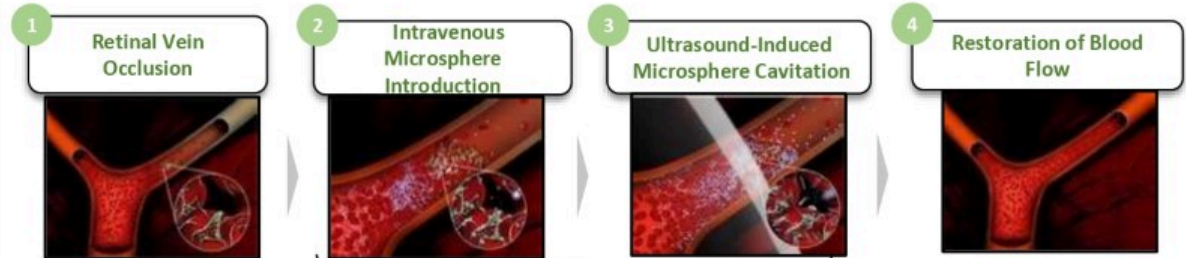 1
Retinal Vein
Occlusion
2
Intravenous
Microsphere
Introduction
3
Ultrasound-Induced
Microsphere Cavitation
4
Restoration of Blood
Flow